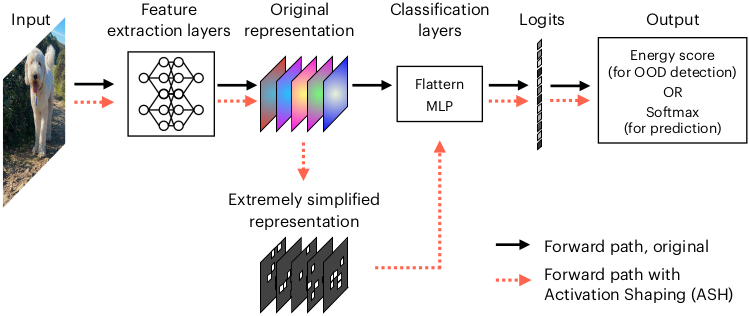 Input
Feature
extraction layers
Original
representation
Classification
layers
Logits
Output
Flattern
MLP
Energy score
(for OOD detection)
OR
Softmax
(for prediction)
Extremely simplified
representation
Forward path, original
Forward path with
Activation Shaping (ASH)